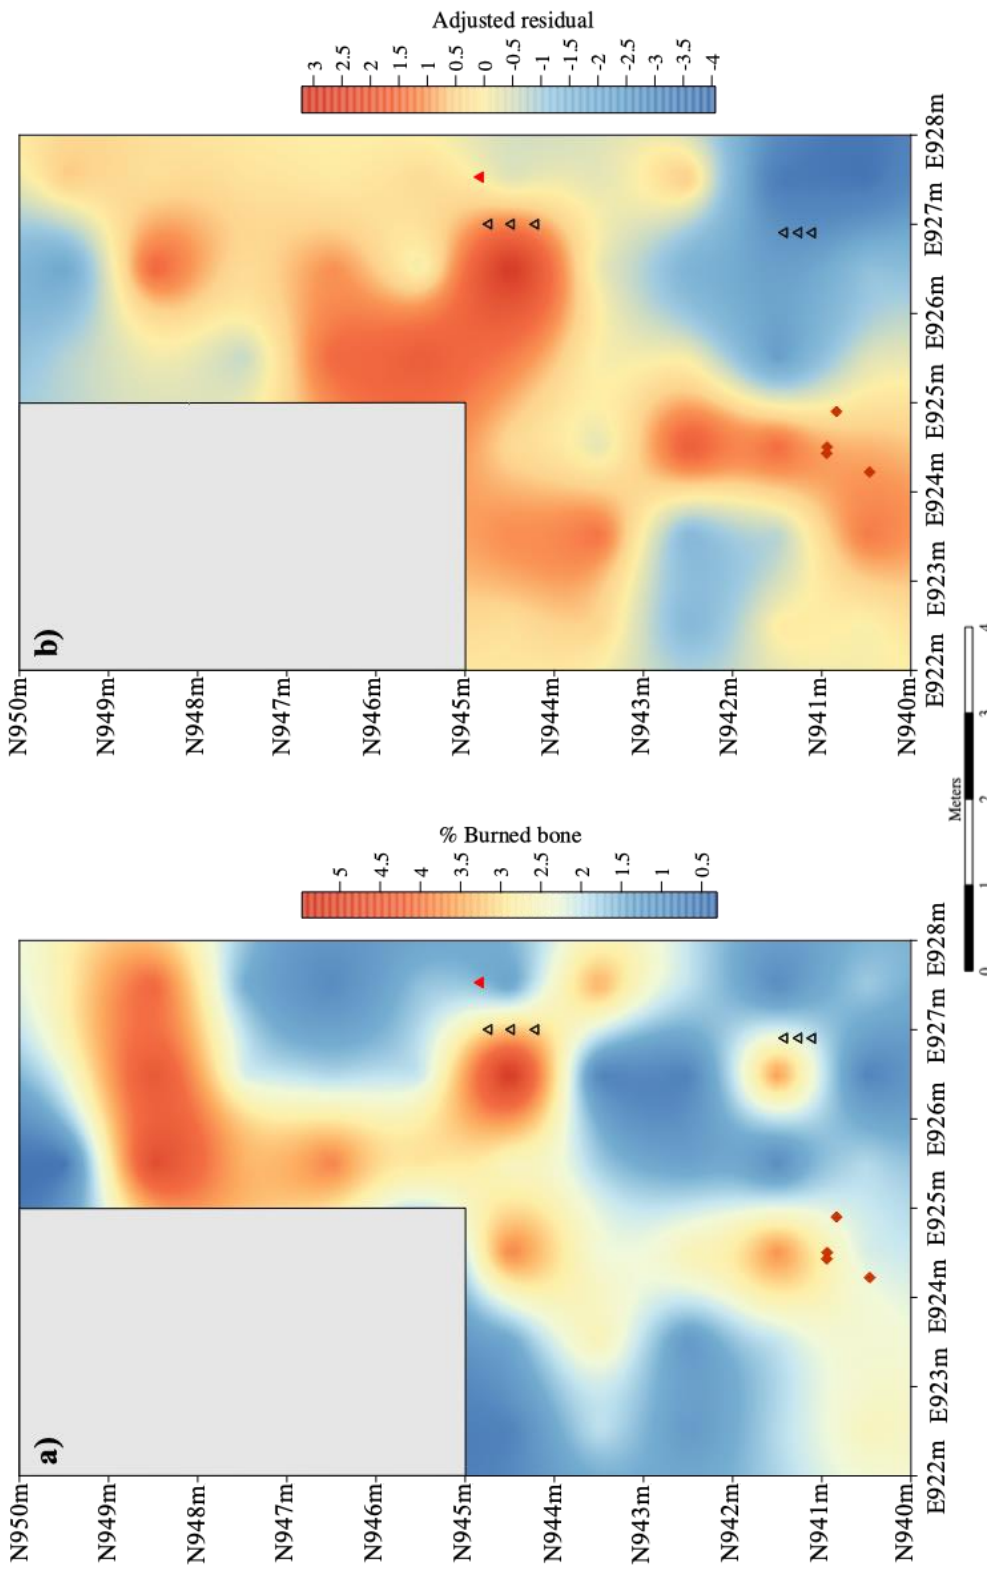 Adjusted residual
3
2.5
2
1.5
1
0.5
0
-0.5
-1
-1.5
-2
-2.5
-3
-3.5
-4
b)
N950m
N949m
N948m
N947m
N946m
N945m
N944m
N943m
N942m
N941m
N940m
E922m
E923m
E924m
E925m
E926m
E927m
E928m
% Burned bone
5
4.5
4
3.5
3
2.5
2
1.5
1
0.5
a)
N950m
N949m
N948m
N947m
N946m
N945m
N944m
N943m
N942m
N941m
N940m
E922m
E923m
E924m
E925m
E926m
E927m
E928m
Meters
0
1
2
3
4